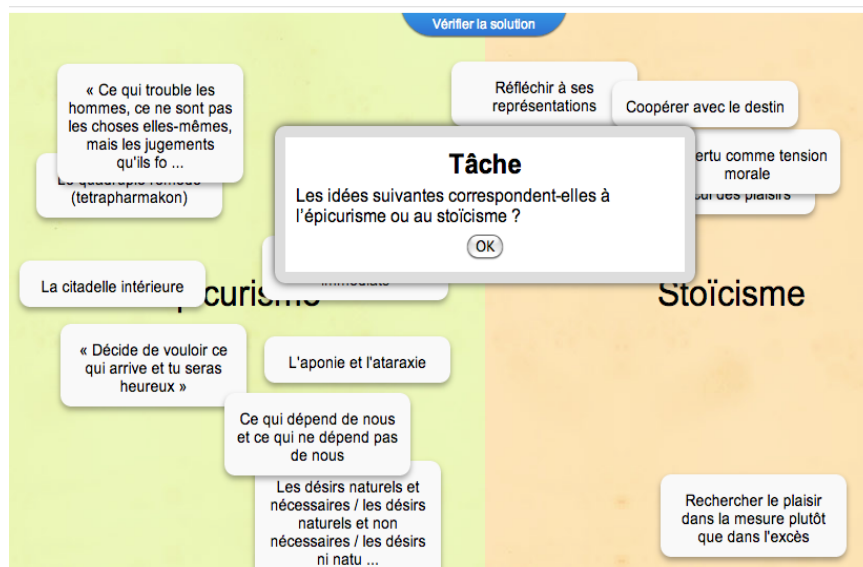 Vérifier la solution
« Ce qui trouble les
hommes, ce ne sont pas
les choses elles-mêmes,
mais les jugements
qu'ils fo ...
(tetrapharmakon)
Réfléchir à ses
représentations
Coopérer avec le destin
comme tension
morale
des plaisirs
Tâche
Les idées suivantes correspondent-elles à
l'épicurisme ou au stoïcisme ?
OK
La citadelle intérieure
Stoïcisme
« Décide de vouloir ce
qui arrive et tu seras
heureux »
L'aponie et l'ataraxie
Ce qui dépend de nous
et ce qui ne dépend pas
de nous
Les désirs naturels et
nécessaires / les désirs
naturels et non
nécessaires / les désirs
ni natu ...
Rechercher le plaisir
dans la mesure plutôt
que dans l'excès